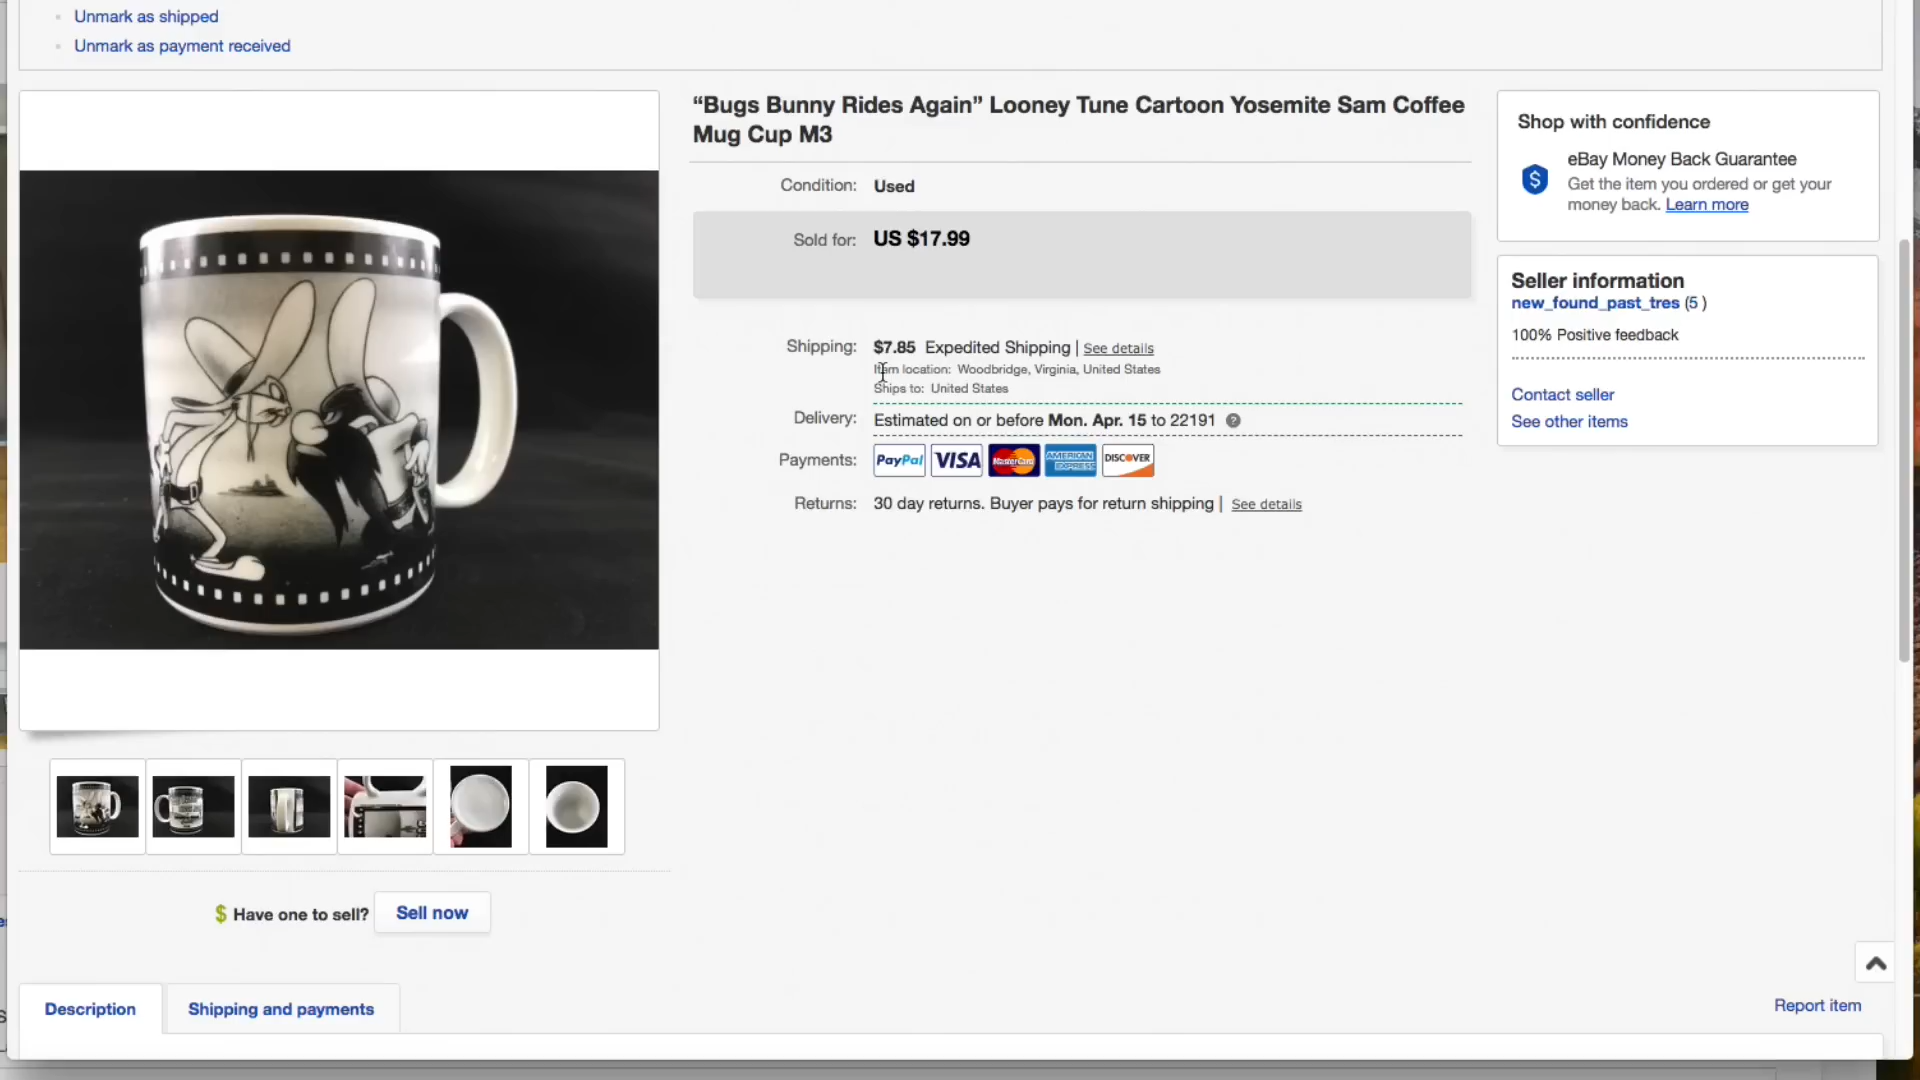 Unmark as shipped
Unmark as payment received
“Bugs Bunny Rides Again” Looney Tune Cartoon Yosemite Sam Coffee
Mug Cup M3
Condition: Used
Sold for: US $17.99
Shipping: $7.85 Expedited Shipping | See details
Item location: Woodbridge, Virginia, United States
Ships to: United States
Delivery: Estimated on or before Mon. Apr. 15 to 22191 ?
Payments: PayPal VISA MasterCard AMERICAN EXPRESS DISCOVER
Returns: 30 day returns. Buyer pays for return shipping | See details
Shop with confidence
$ eBay Money Back Guarantee
Get the item you ordered or get your
money back. Learn more
Seller information
new_found_past_tres (5 )
100% Positive feedback
Contact seller
See other items
$ Have one to sell? Sell now
Description
Shipping and payments
Report item